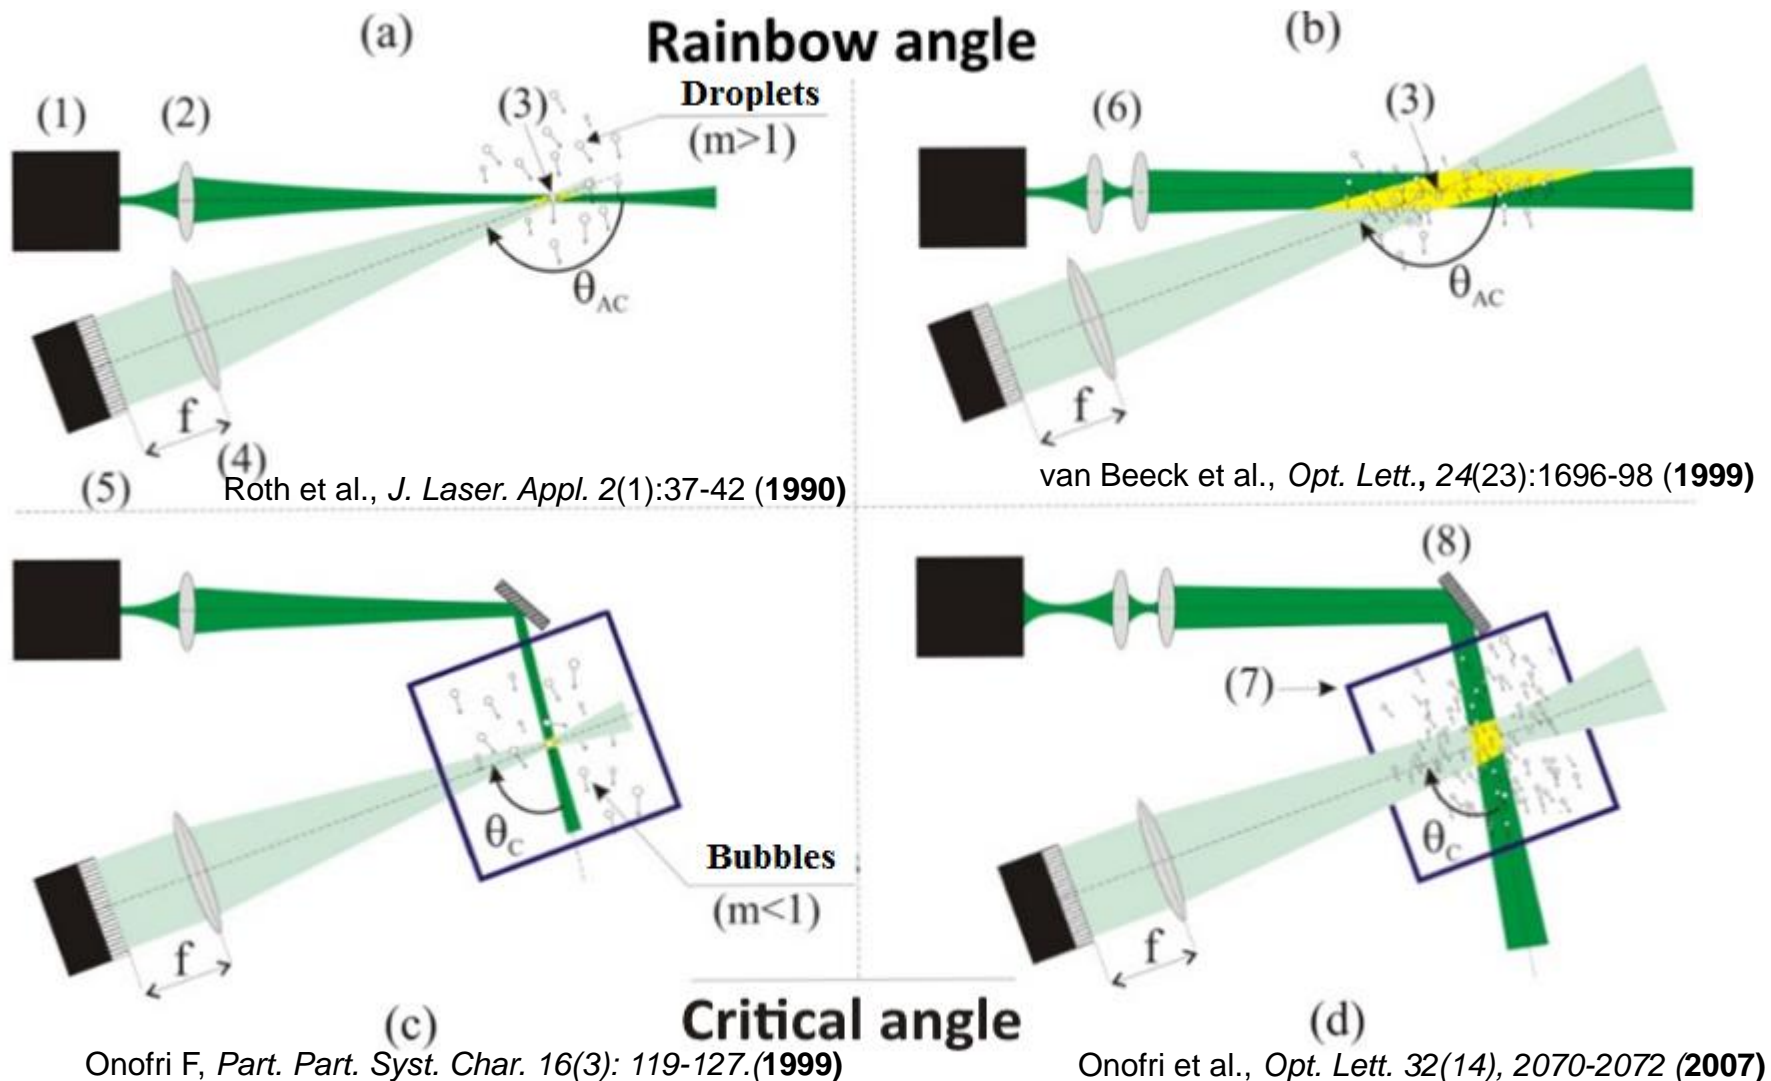 (a)
Rainbow angle
(b)
(1)
(2)
(3)
Droplets
(m>1)
θAC
f
(4)
(5)
Roth et al., J. Laser. Appl. 2(1):37-42 (1990)
(6)
(3)
θAC
f
van Beeck et al., Opt. Lett., 24(23):1696-98 (1999)
θC
Bubbles
(m<1)
f
(c)
Critical angle
Onofri F, Part. Part. Syst. Char. 16(3): 119-127.(1999)
(8)
(7)
θC
f
(d)
Onofri et al., Opt. Lett. 32(14), 2070-2072 (2007)